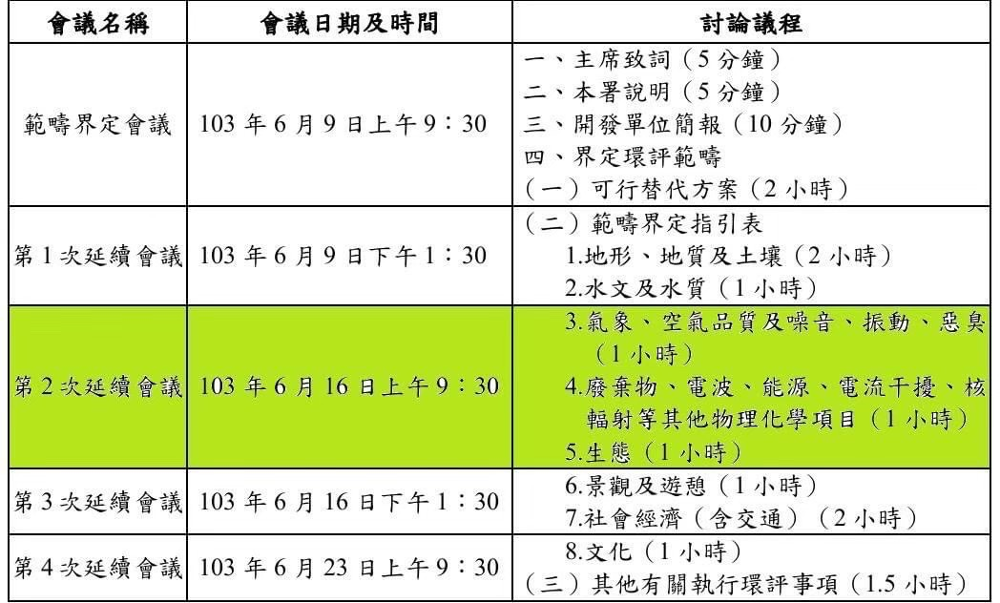 會議名稱 會議日期及時間 討論議程
範疇界定會議 103 年 6 月 9 日上午 9：30
一、主席致詞（5 分鐘）
二、本署說明（5 分鐘）
三、開發單位簡報（10 分鐘）
四、界定環評範疇
（一）可行替代方案（2 小時）
第 1 次延續會議 103 年 6 月 9 日下午 1：30
（二）範疇界定指引表
1.地形、地質及土壤（2 小時）
2.水文及水質（1 小時）
第 2 次延續會議 103 年 6 月 16 日上午 9：30
3.氣象、空氣品質及噪音、振動、惡臭
（1 小時）
4.廢棄物、電波、能源、電流干擾、核
輻射等其他物理化學項目（1 小時）
5.生態（1 小時）
第 3 次延續會議 103 年 6 月 16 日下午 1：30
6.景觀及遊憩（1 小時）
7.社會經濟（含交通）（2 小時）
第 4 次延續會議 103 年 6 月 23 日上午 9：30
8.文化（1 小時）
（三）其他有關執行環評事項（1.5 小時）